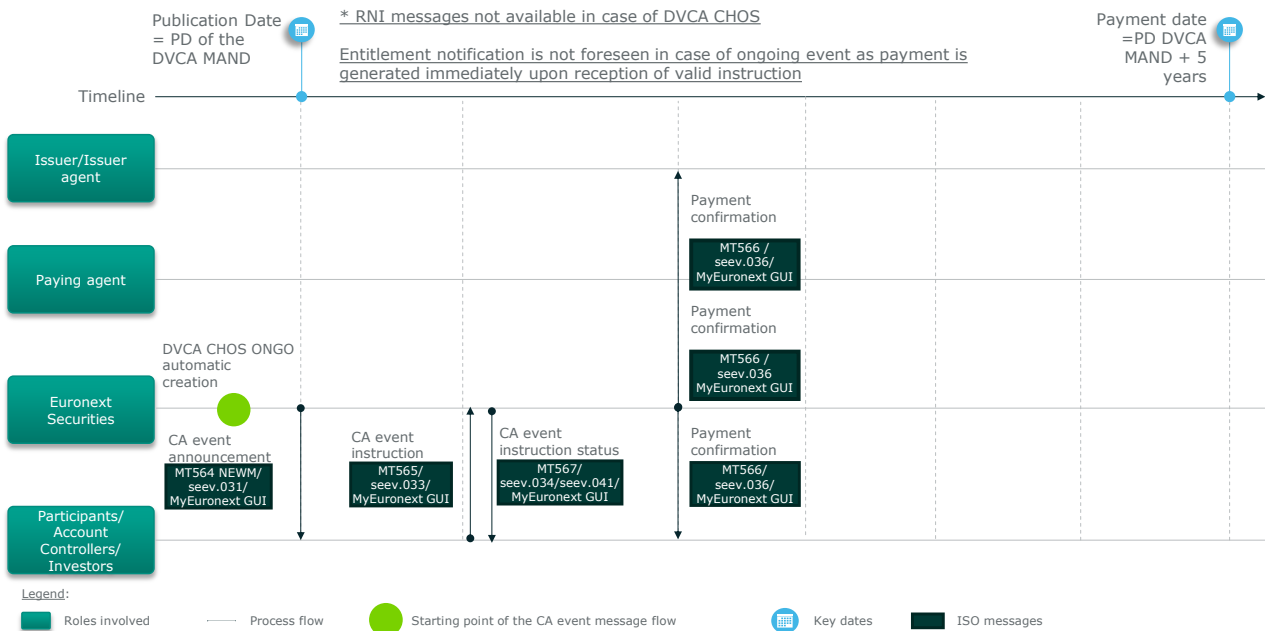 Publication Date
= PD of the
DVCA MAND
* RNI messages not available in case of DVCA CHOS
Entitlement notification is not foreseen in case of ongoing event as payment is
generated immediately upon reception of valid instruction
Payment date
=PD DVCA
MAND + 5
years
Timeline
Issuer/Issuer
agent
Payment
confirmation
MT566 /
seev.036/
MyEuronext GUI
Paying agent
Payment
confirmation
MT566 /
seev.036
MyEuronext GUI
DVCA CHOS ONGO
automatic
creation
Euronext
Securities
CA event
announcement
MT564 NEWM/
seev.031/
MyEuronext GUI
CA event
instruction
MT565/
seev.033/
MyEuronext GUI
CA event
instruction status
MT567/
seev.034/seev.041/
MyEuronext GUI
Payment
confirmation
MT566/
seev.036/
MyEuronext GUI
Participants/
Account
Controllers/
Investors
Legend:
Roles involved
Process flow
Starting point of the CA event message flow
Key dates
ISO messages